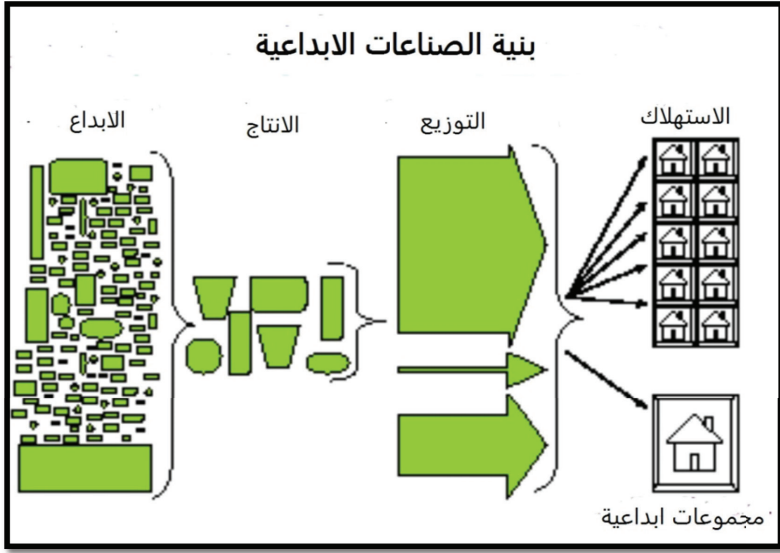 بنية الصناعات الابداعية
الاستهلاك
التوزيع
الانتاج
الابداع
مجموعات ابداعية